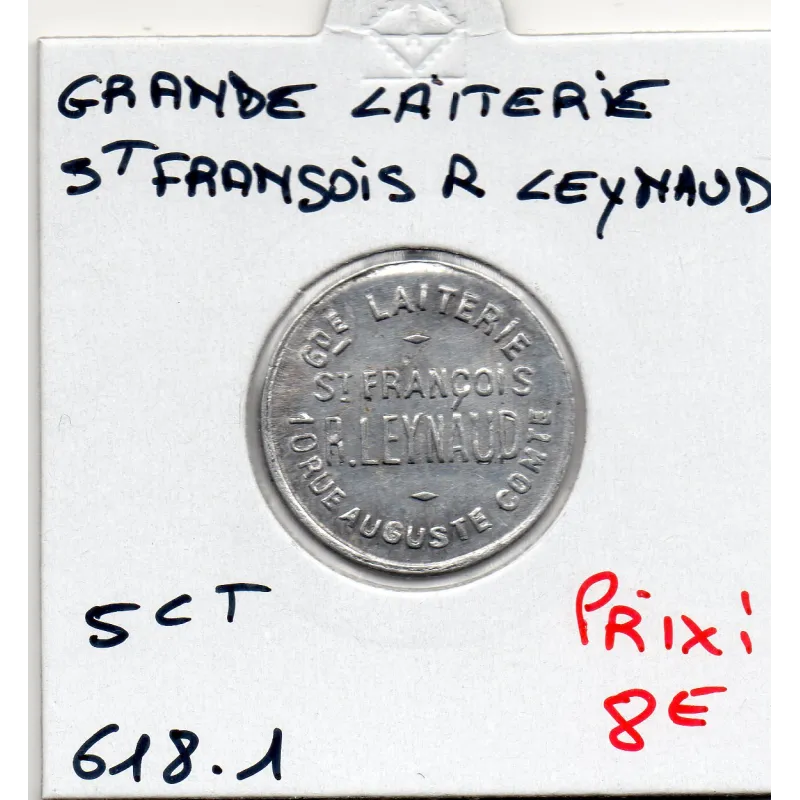 GRANDE LAITERIE
ST FRANSOIS R LEYNAUD
GDE LAITERIE
ST FRANÇOIS
R. LEYNAUD
10 RUE AUGUSTE COMTE
5 CT
PRIX:
8E
618.1